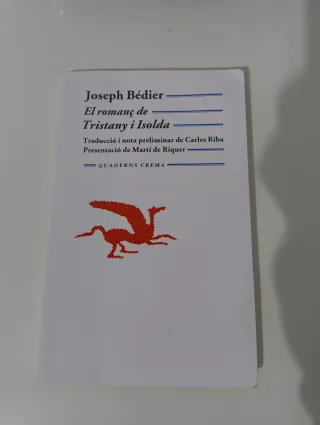 Joseph Bédier
El romanç de
Tristany i Isolda
Traducció i nota preliminar de Carles Riba
Presentació de Martí de Riquer
QUADERNS CREMA